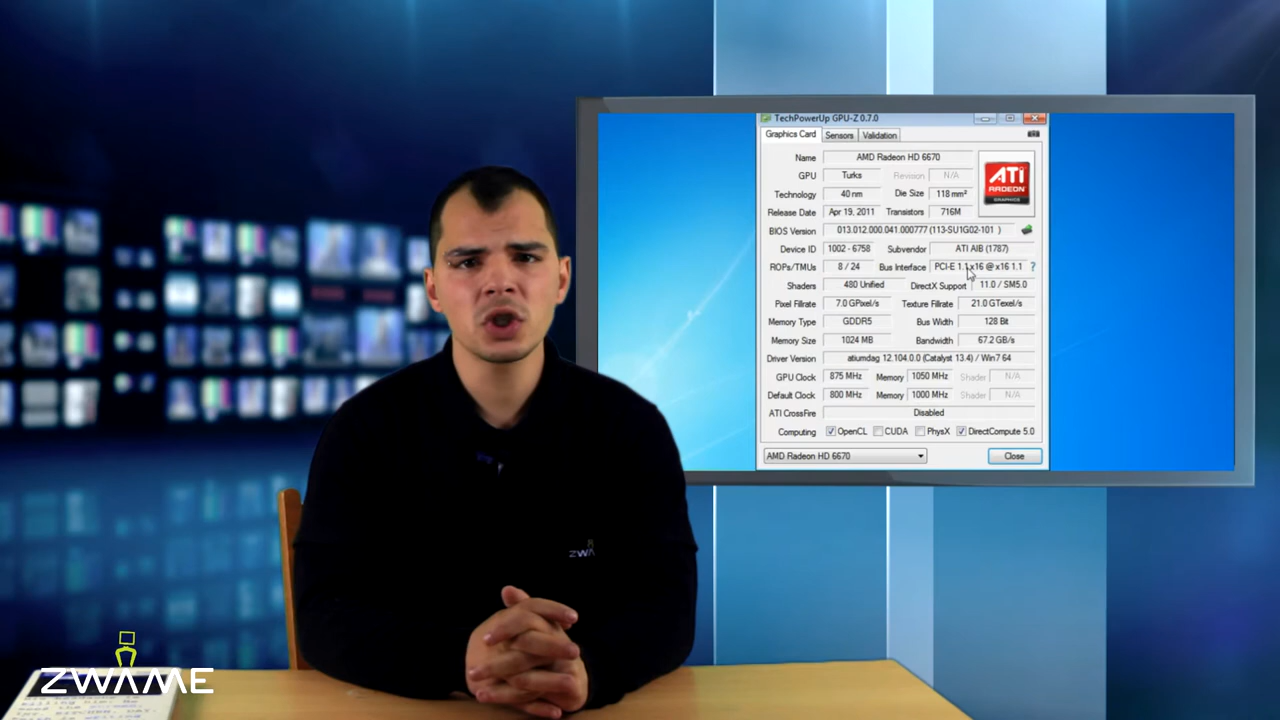 TechPowerUp GPU-Z 0.7.0
Graphics Card Sensors Validation
Name AMD Radeon HD 6670
GPU Turks Revision N/A
Technology 40 nm Die Size 118 mm²
Release Date Apr 19, 2011 Transistors 716M
ATI
RADEON
GRAPHICS
BIOS Version 013.012.000.041.000777 (113-SU1G02-101 )
Device ID 1002 - 6758 Subvendor ATI AIB (1787)
ROPs/TMUs 8 / 24 Bus Interface PCI-E 1.1 x16 @ x16 1.1 ?
Shaders 480 Unified DirectX Support 11.0 / SM5.0
Pixel Fillrate 7.0 GPixel/s Texture Fillrate 21.0 GTexel/s
Memory Type GDDR5 Bus Width 128 Bit
Memory Size 1024 MB Bandwidth 67.2 GB/s
Driver Version atiumdag 12.104.0.0 (Catalyst 13.4) / Win7 64
GPU Clock 875 MHz Memory 1050 MHz Shader N/A
Default Clock 800 MHz Memory 1000 MHz Shader N/A
ATI CrossFire Disabled
Computing OpenCL CUDA PhysX DirectCompute 5.0
AMD Radeon HD 6670 Close
ZWA
ZWAME